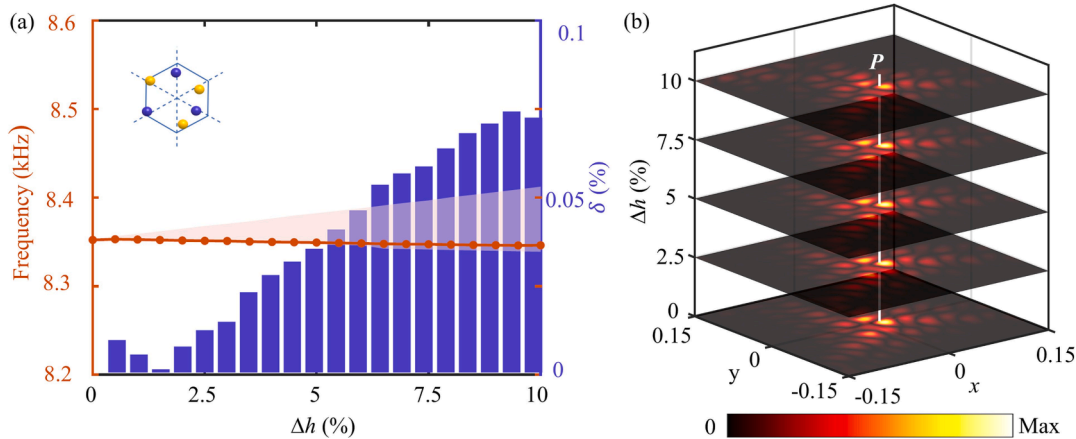 (a)
8.6
8.5
8.4
8.3
8.2
Frequency (kHz)
0 2.5 5 7.5 10
Δh (%)
0.1
0.05
0
δ (%)
(b)
P
10
7.5
5
2.5
0
Δh (%)
0.15
0
-0.15
y
-0.15
0
0.15
x
0 Max